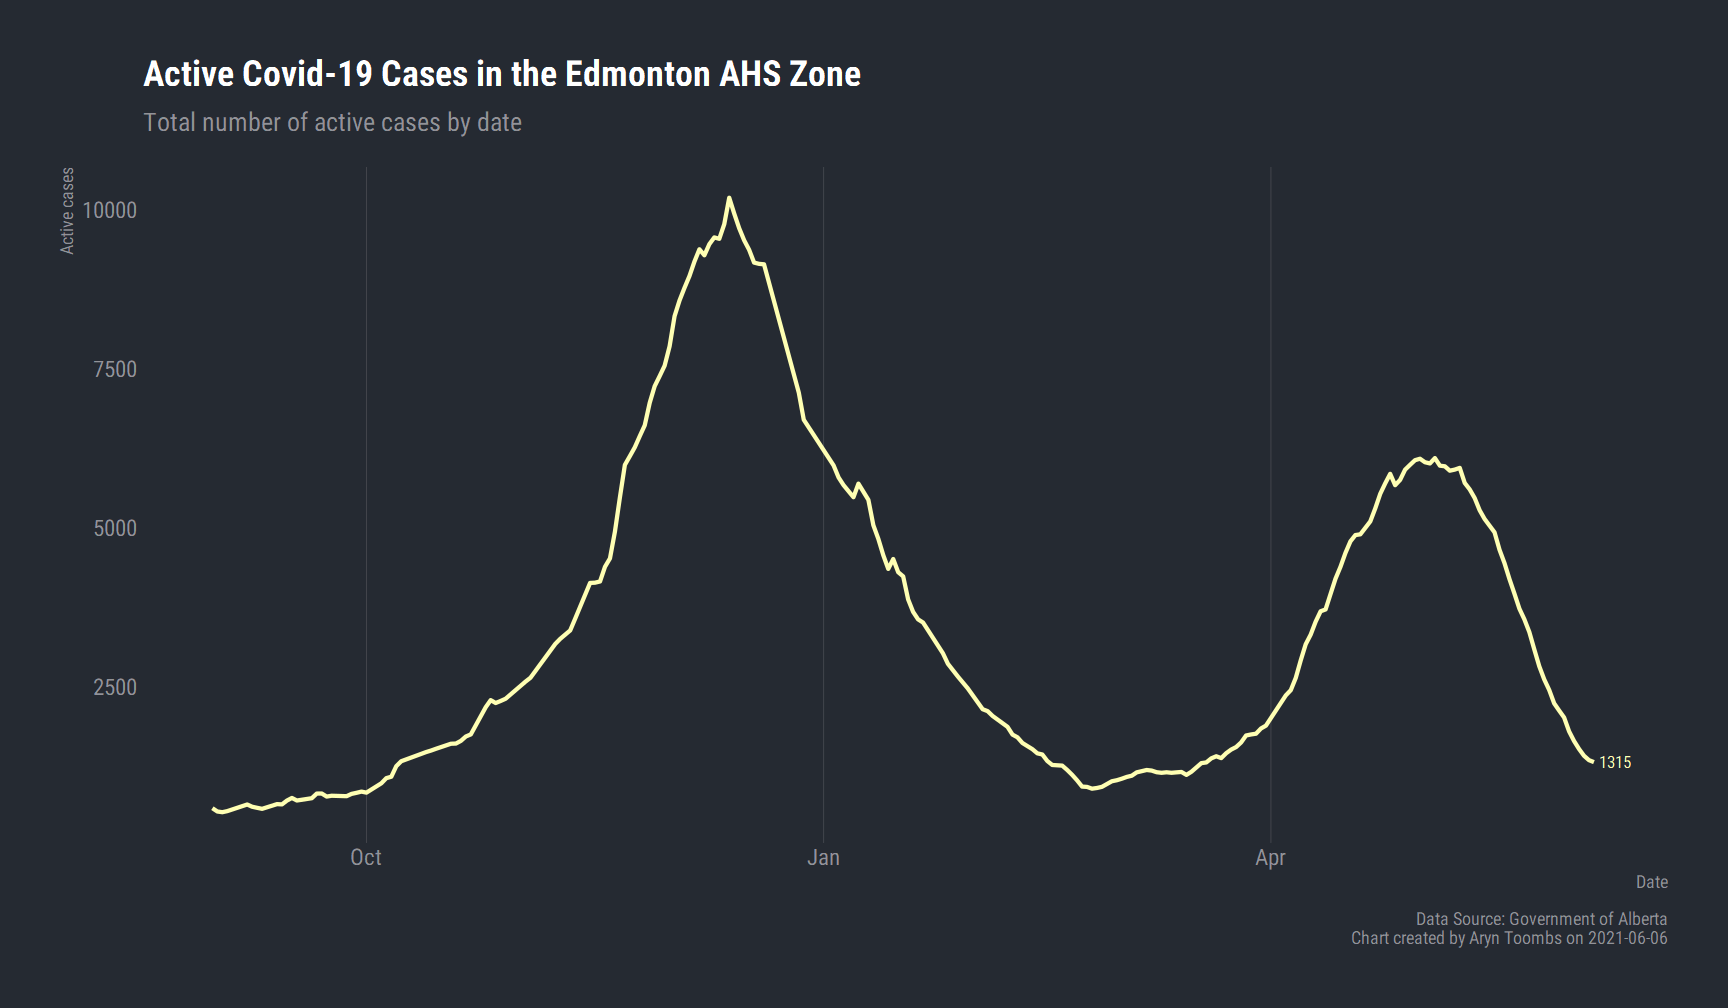 Active Covid-19 Cases in the Edmonton AHS Zone
Total number of active cases by date
Active cases
10000
7500
5000
2500
1315
Oct
Jan
Apr
Date
Data Source: Government of Alberta
Chart created by Aryn Toombs on 2021-06-06